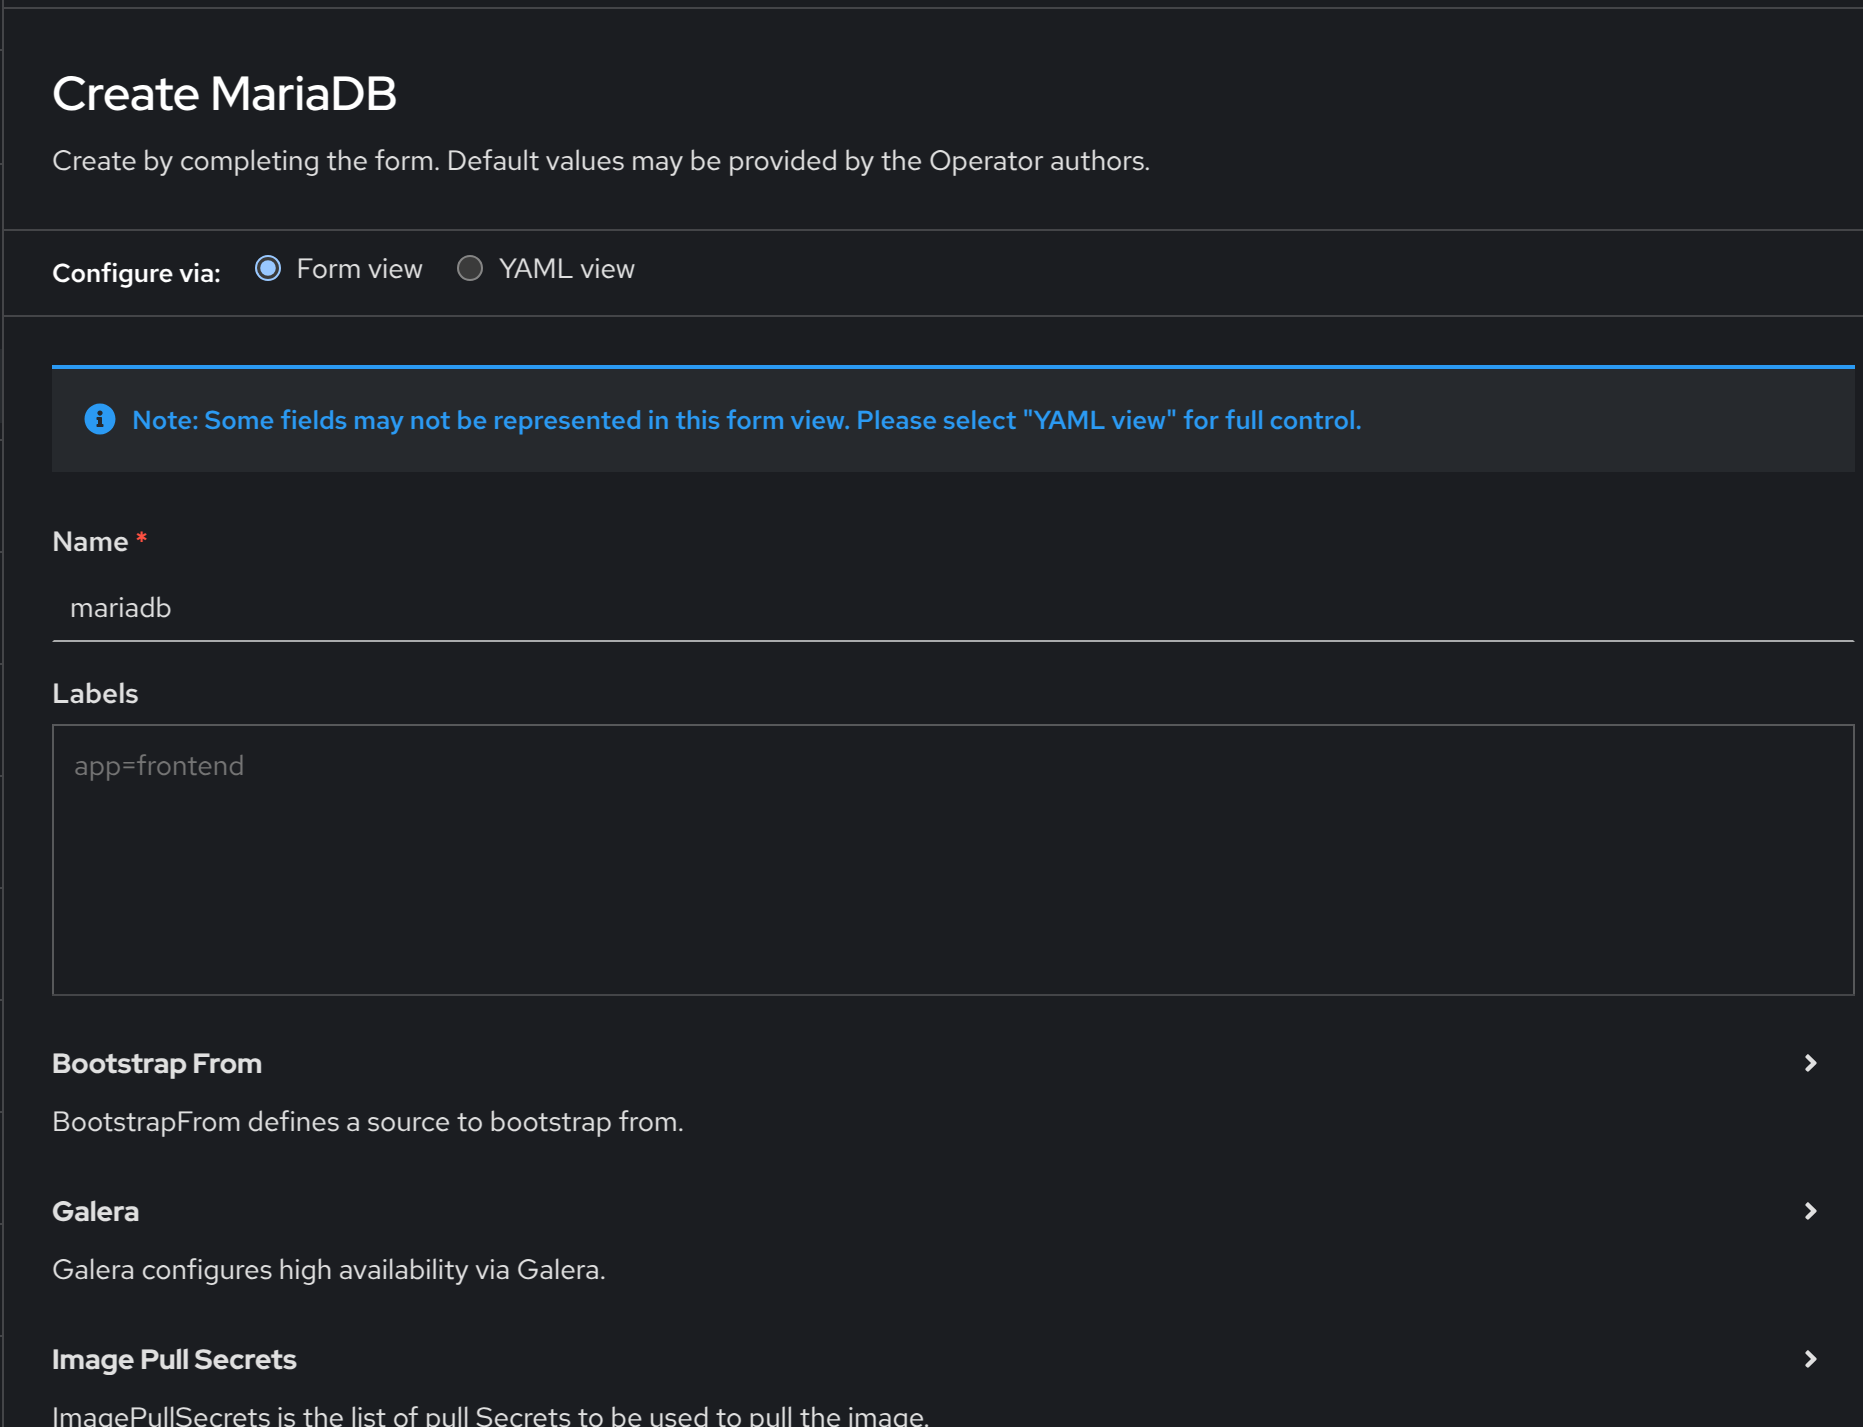 Create MariaDB
Create by completing the form. Default values may be provided by the Operator authors.
Configure via: Form view YAML view
Note: Some fields may not be represented in this form view. Please select "YAML view" for full control.
Name *
mariadb
Labels
app=frontend
Bootstrap From
BootstrapFrom defines a source to bootstrap from.
Galera
Galera configures high availability via Galera.
Image Pull Secrets
ImagePullSecrets is the list of pull Secrets to be used to pull the image.